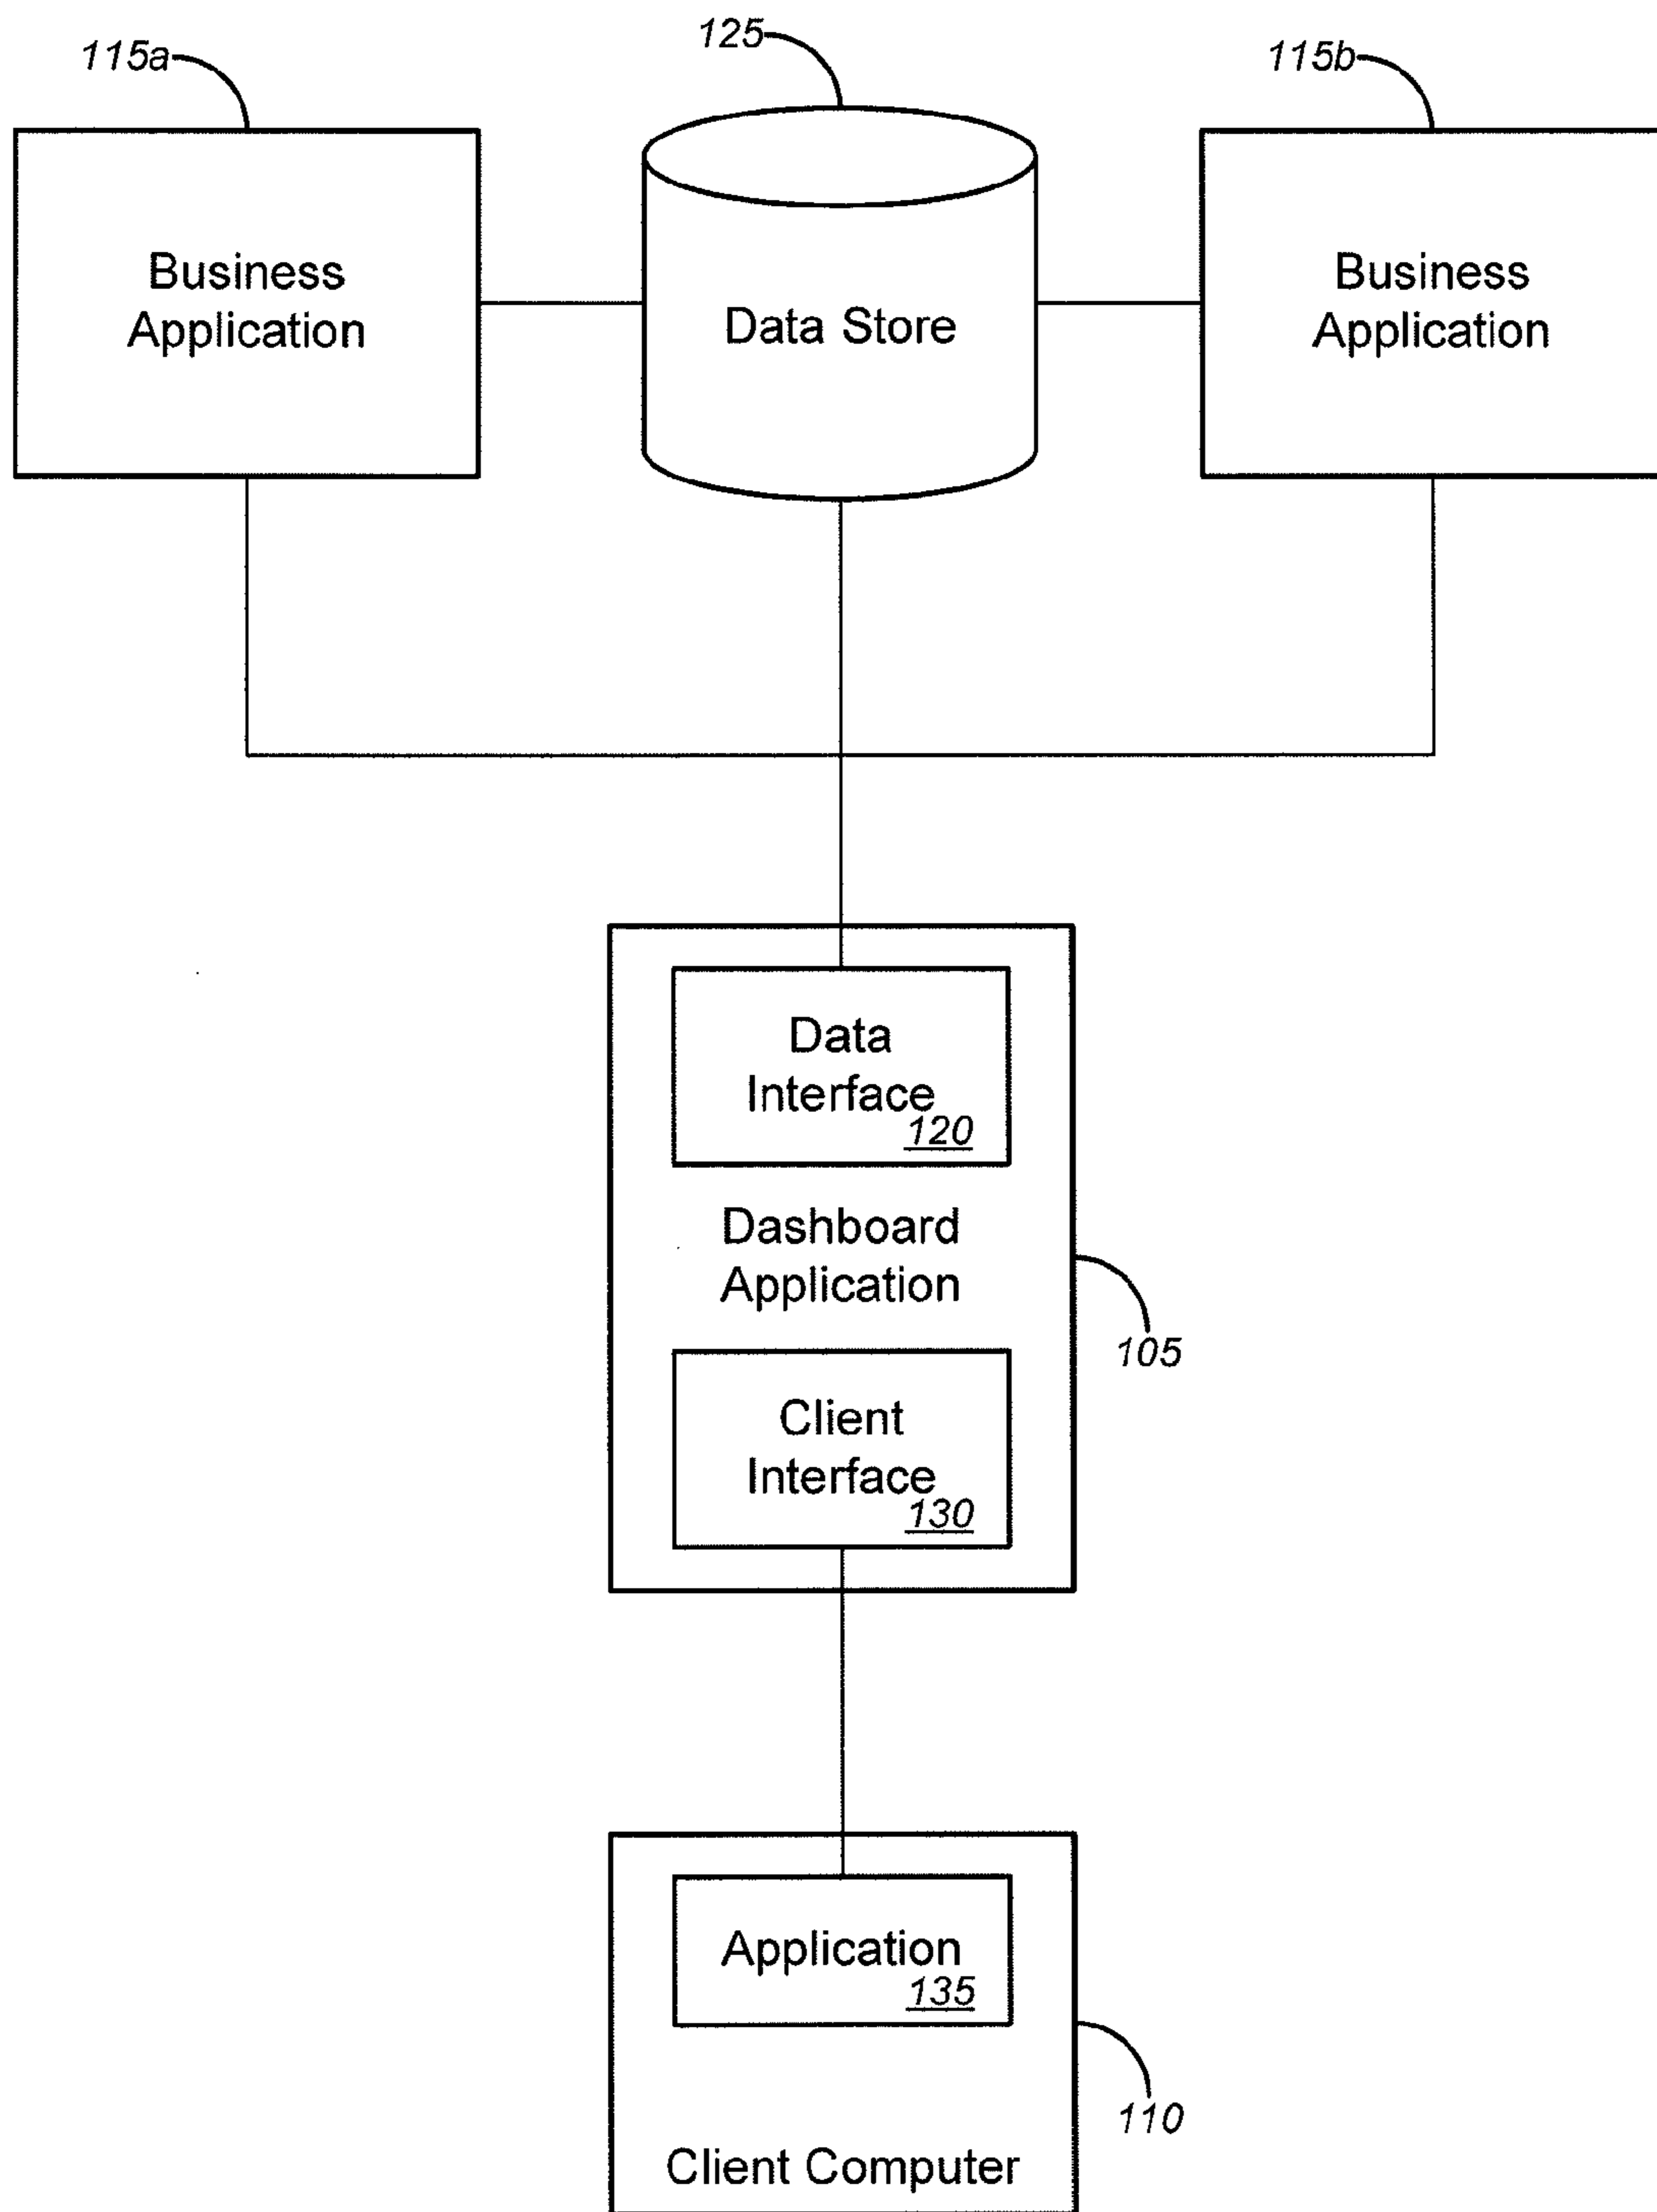 115a
125
115b
Business
Application
Data Store
Business
Application
Data
Interface
120
Dashboard
Application
105
Client
Interface
130
Application
135
110
Client Computer